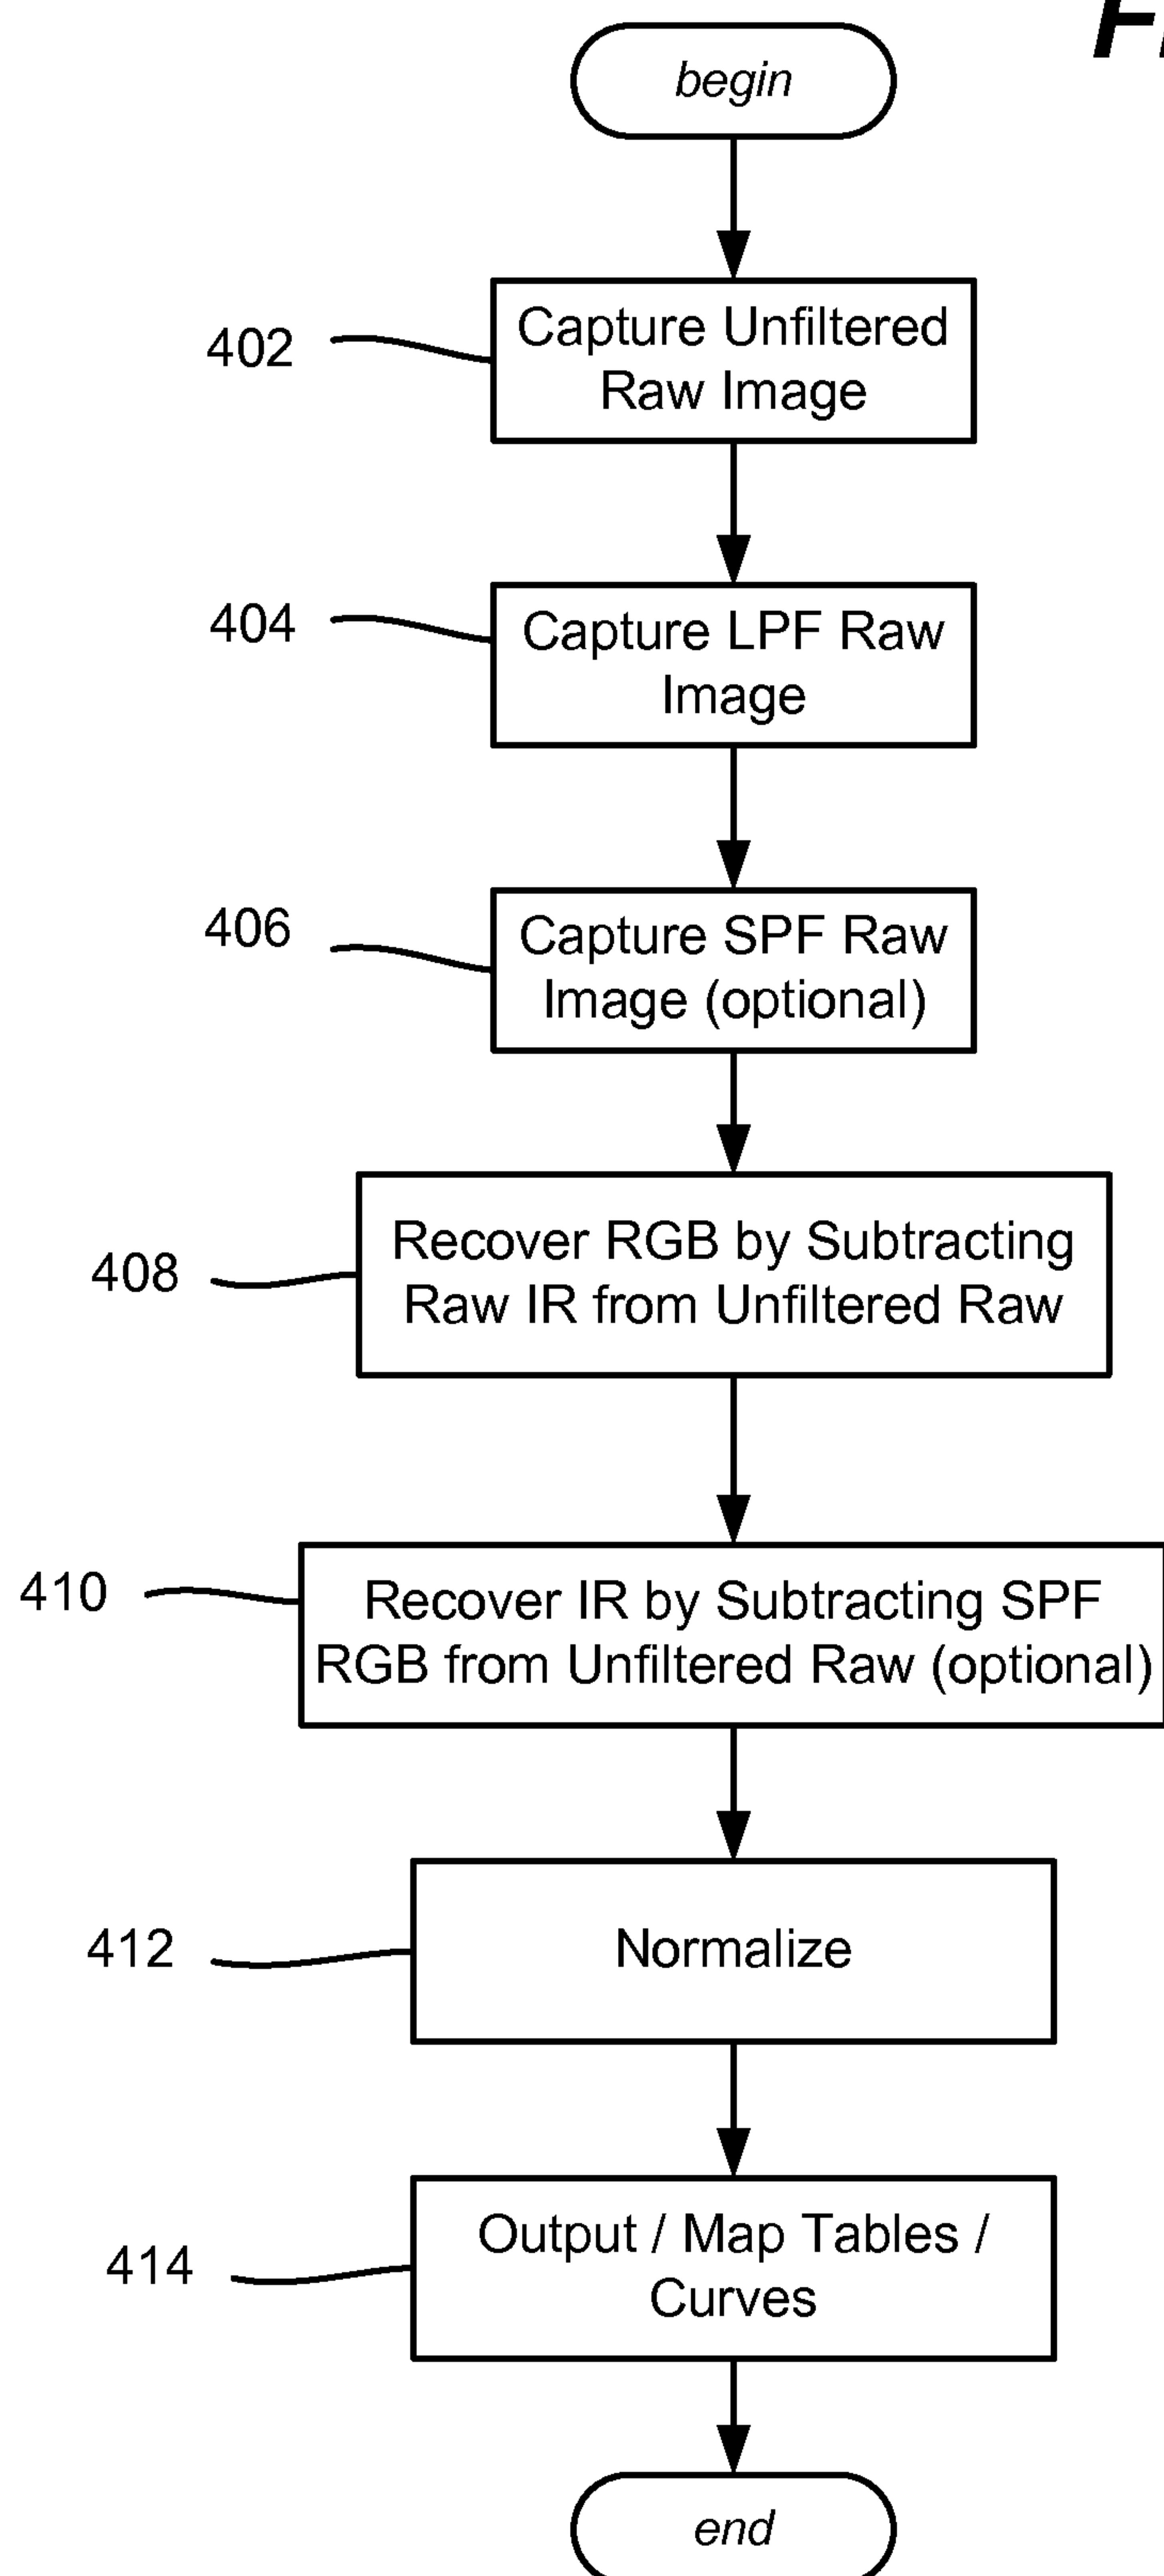 begin
402
Capture Unfiltered
Raw Image
404
Capture LPF Raw
Image
406
Capture SPF Raw
Image (optional)
408
Recover RGB by Subtracting
Raw IR from Unfiltered Raw
410
Recover IR by Subtracting SPF
RGB from Unfiltered Raw (optional)
412
Normalize
414
Output / Map Tables /
Curves
end